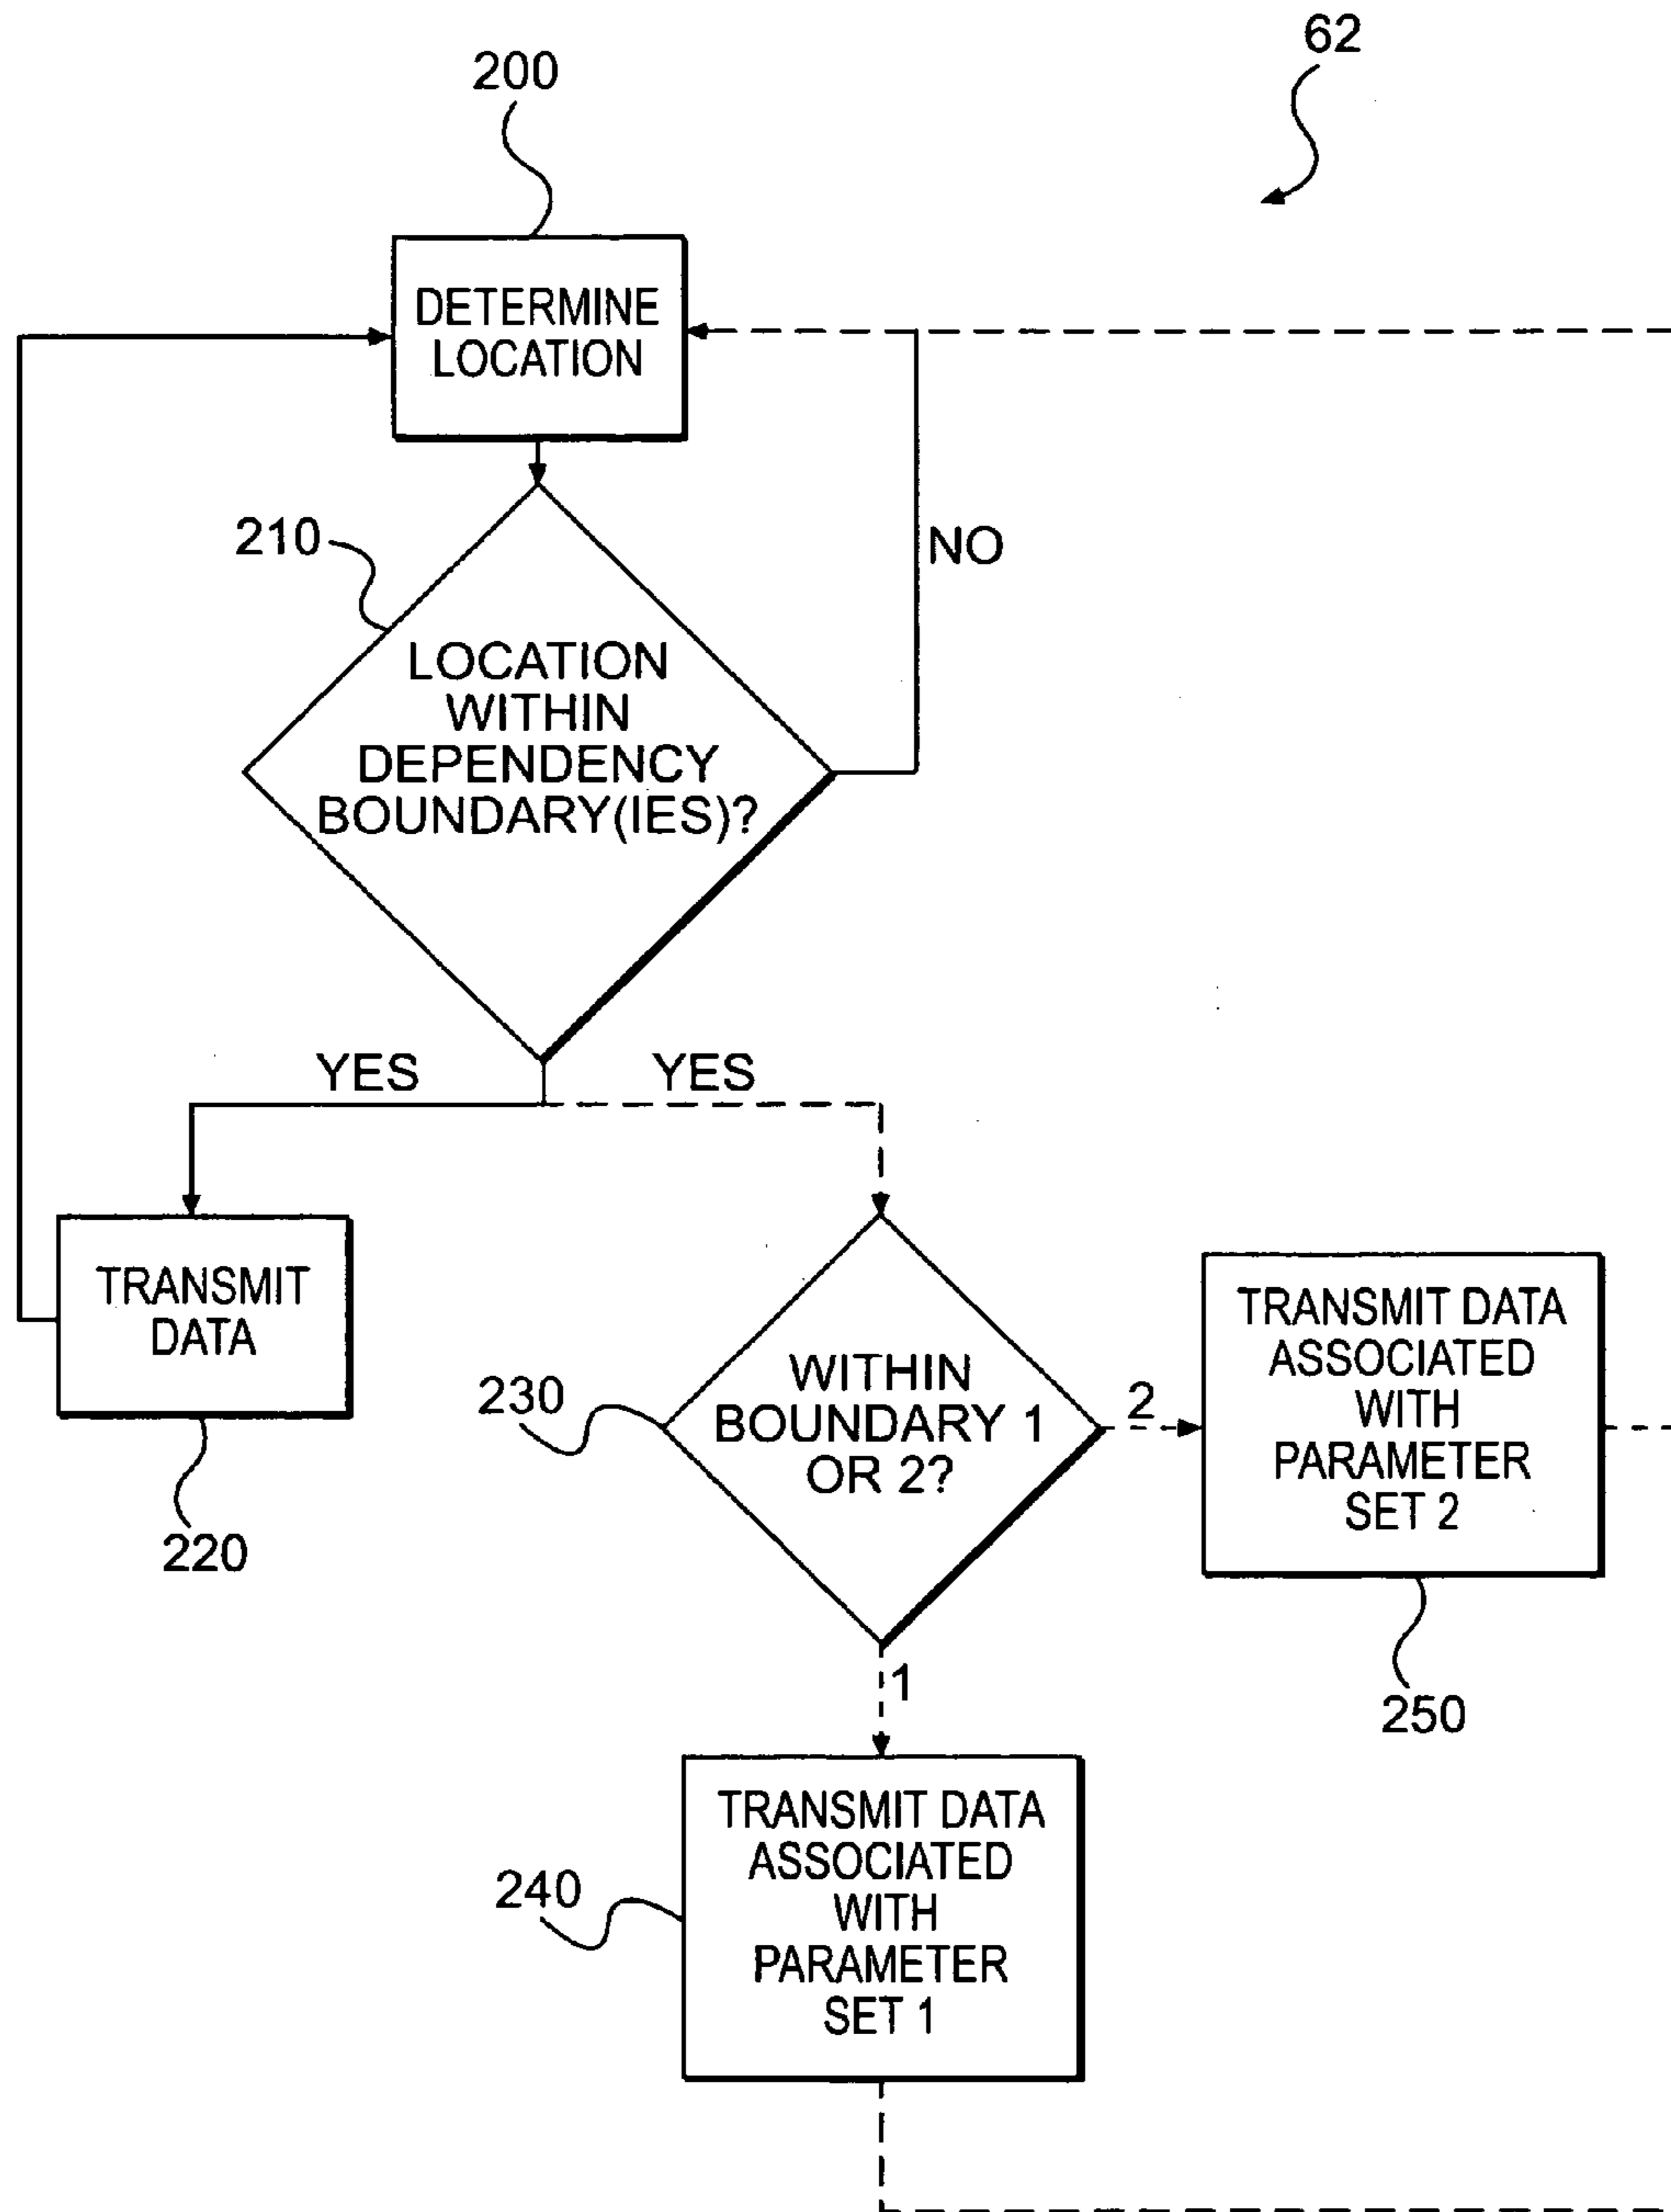 62
200
DETERMINE
LOCATION
210
NO
LOCATION
WITHIN
DEPENDENCY
BOUNDARY(IES)?
YES
YES
TRANSMIT
DATA
220
230
WITHIN
BOUNDARY 1
OR 2?
2
TRANSMIT DATA
ASSOCIATED
WITH
PARAMETER
SET 2
250
1
240
TRANSMIT DATA
ASSOCIATED
WITH
PARAMETER
SET 1